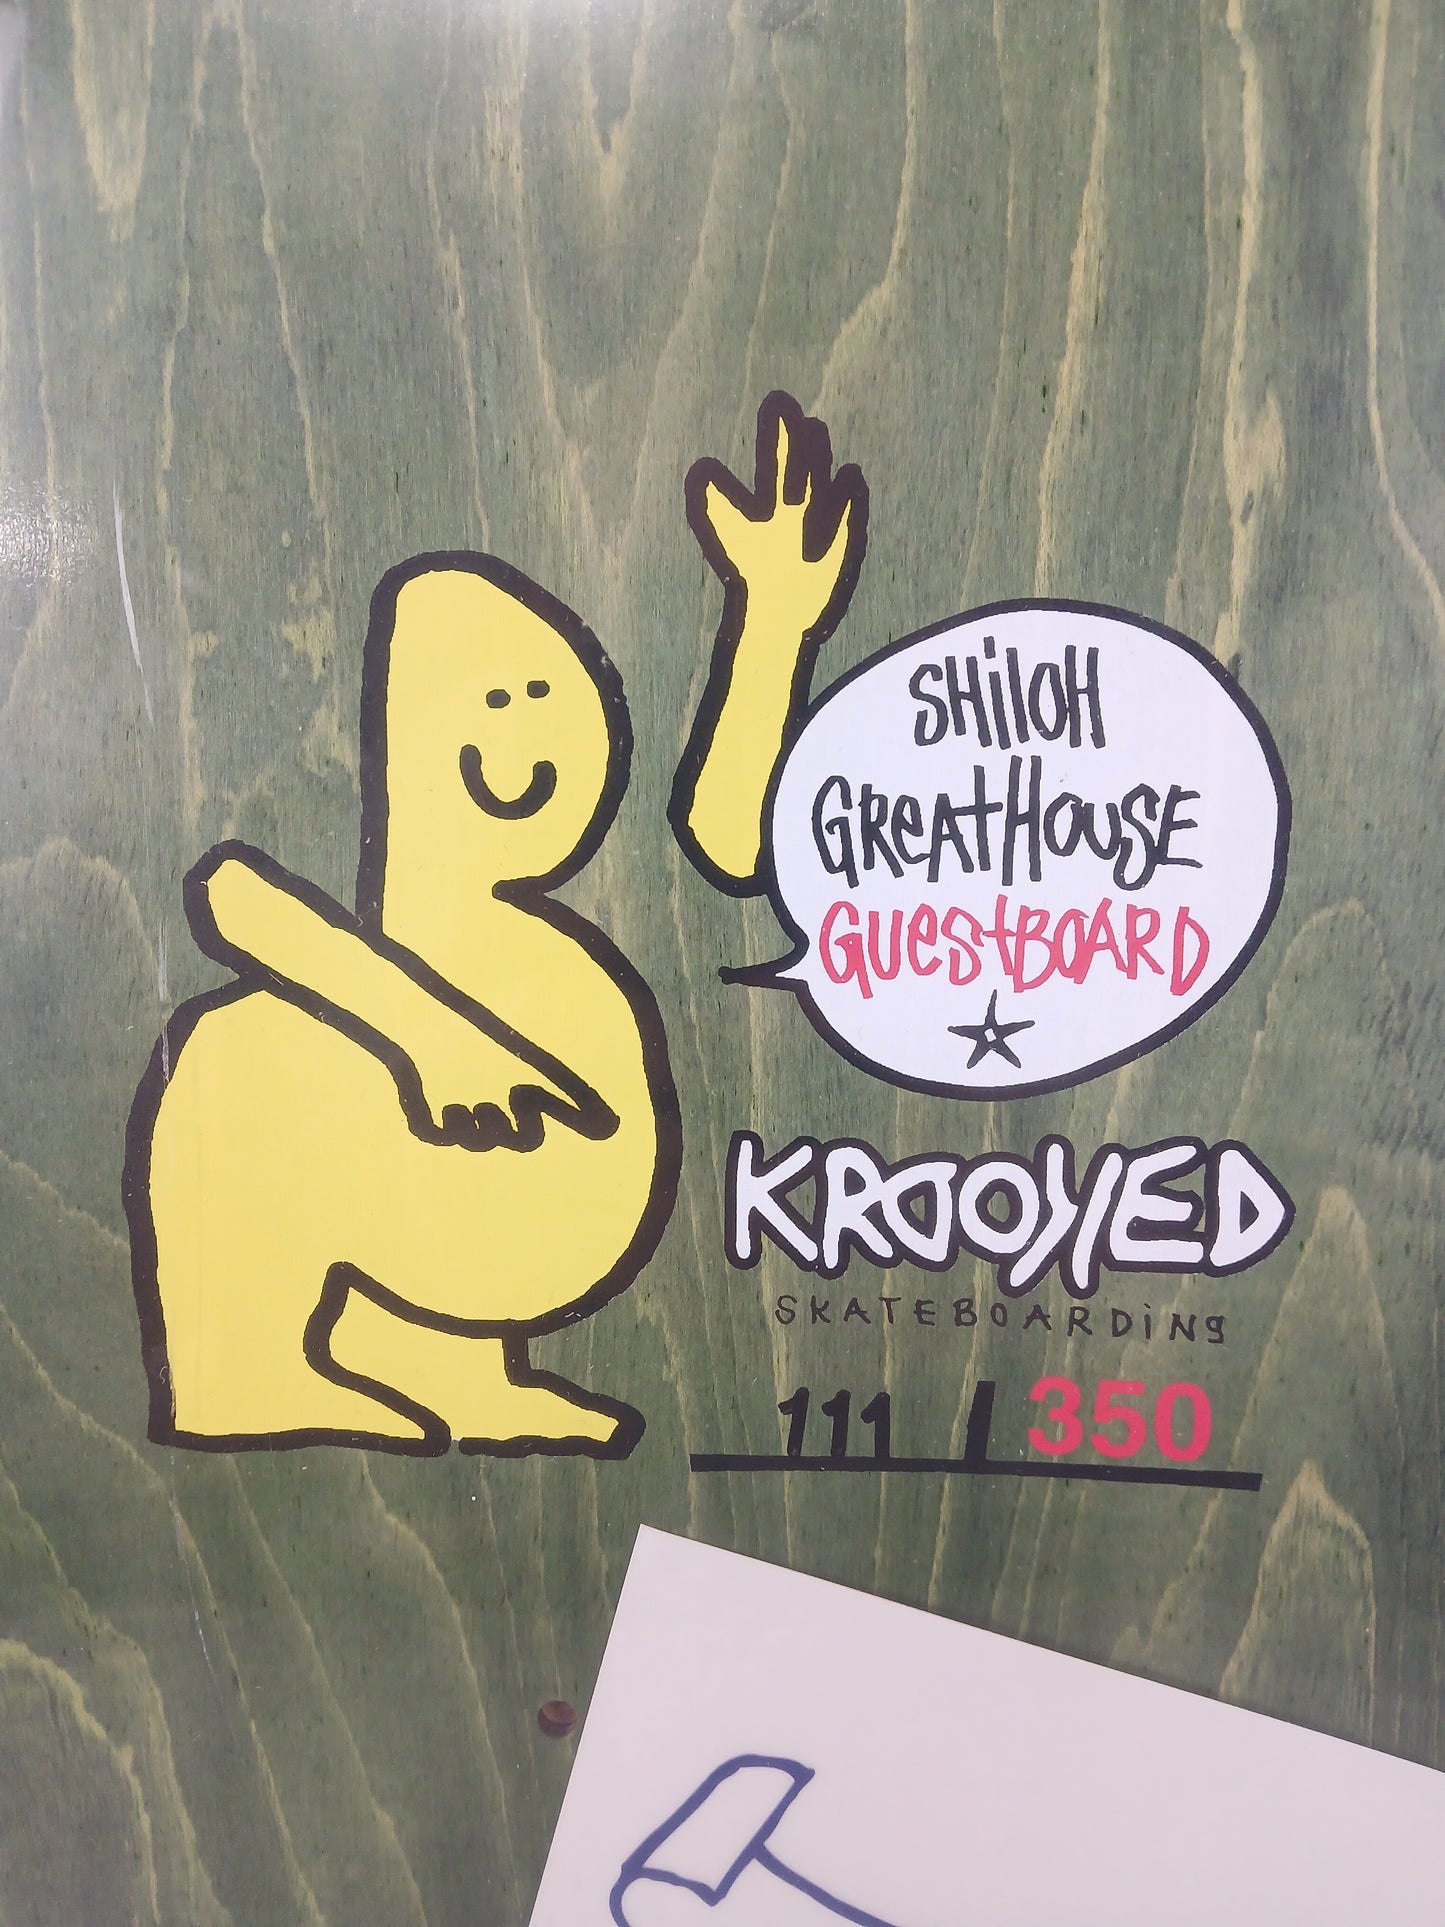 SHiLOH
GREATHOUSE
GUESTBOARD
KROOKED
SKATEBOARDiNg
111 / 350